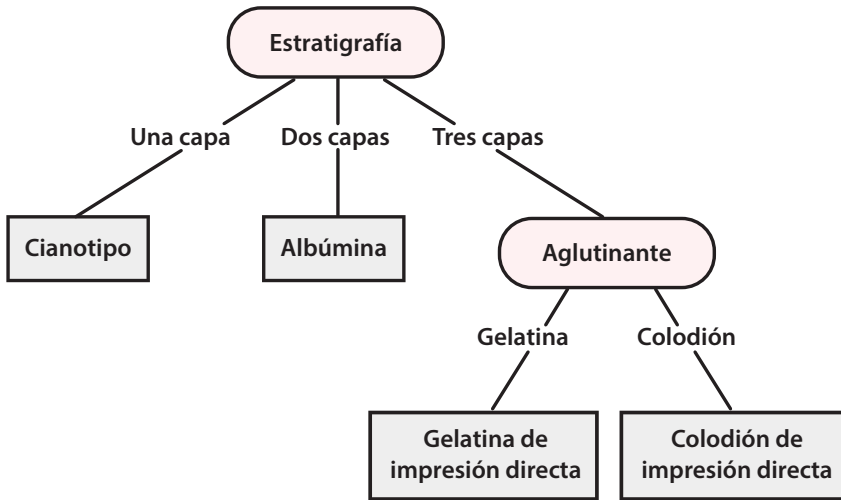 Estratigrafía
Una capa
Dos capas
Tres capas
Cianotipo
Albúmina
Aglutinante
Gelatina
Colodión
Gelatina de
impresión directa
Colodión de
impresión directa